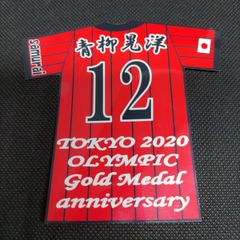 青柳晃洋
samurai
12
TOKYO 2020
OLYMPIC
Gold Medal
anniversary